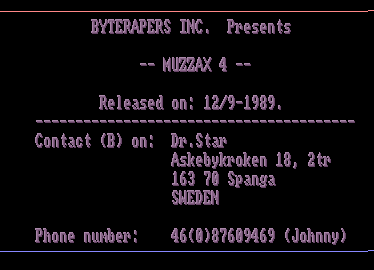 BYTERAPERS INC. Presents
-- MUZZAX 4 --
Released on: 12/9-1989.
----------------------------------------
Contact (B) on: Dr.Star
Askebykroken 18, 2tr
163 70 Spanga
SWEDEN
Phone number: 46(0)87609469 (Johnny)